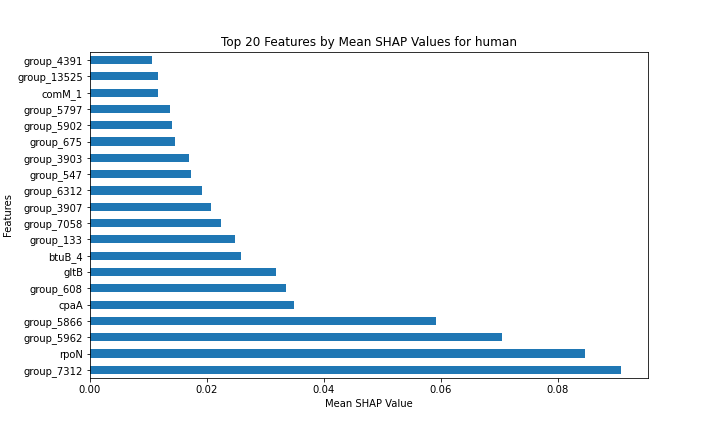 Top 20 Features by Mean SHAP Values for human
group_4391
group_13525
comM_1
group_5797
group_5902
group_675
group_3903
group_547
group_6312
group_3907
group_7058
group_133
btuB_4
gltB
group_608
cpaA
group_5866
group_5962
rpoN
group_7312
Features
0.00 0.02 0.04 0.06 0.08
Mean SHAP Value